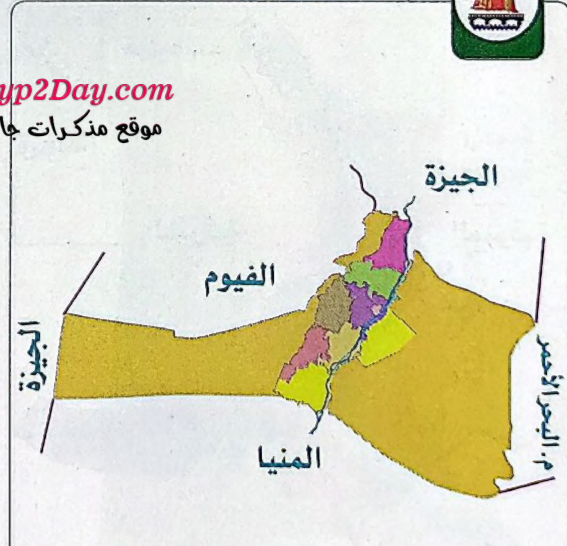 yp2Day.com
موقع مذكرات جا
الجيزة
الفيوم
الجيزة
م. البحر الأحمر
المنيا